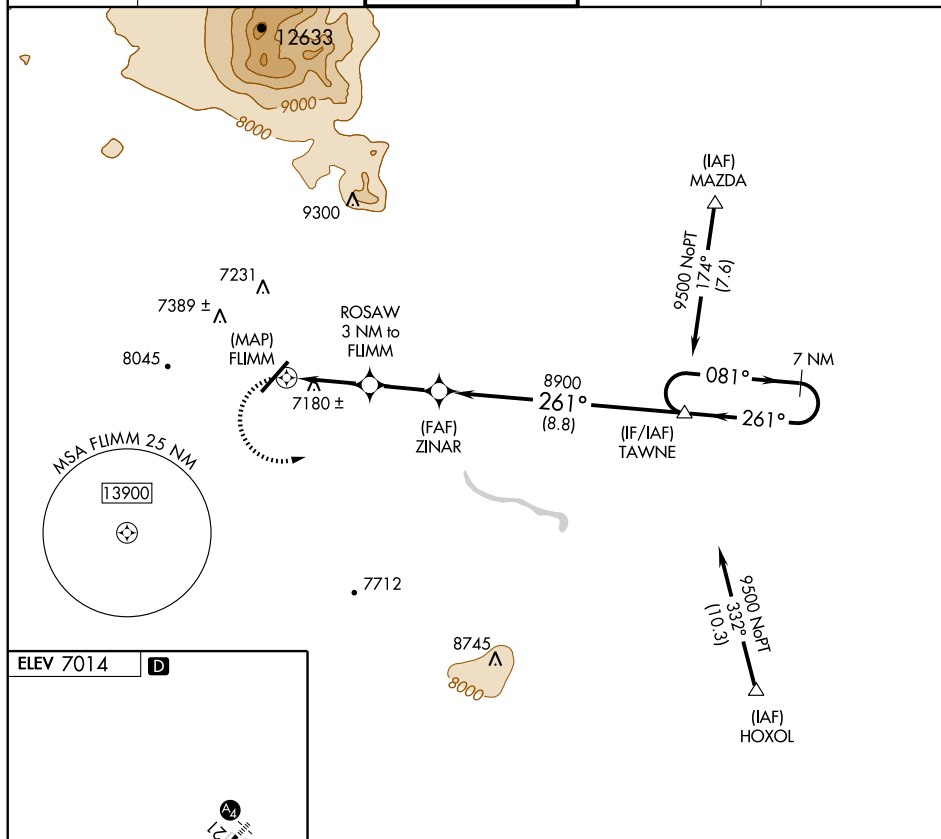 12633
9000
8000
9300
(IAF)
MAZDA
9500 NoPT
174°
(7.6)
7231
7389 ±
8045
(MAP)
FLIMM
ROSAW
3 NM to
FLIMM
7180 ±
(FAF)
ZINAR
8900
261°
(8.8)
081°
7 NM
261°
(IF/IAF)
TAWNE
MSA FLIMM 25 NM
13900
7712
8745
8000
9500 NoPT
332°
(10.3)
(IAF)
HOXOL
ELEV 7014
D
A4
21